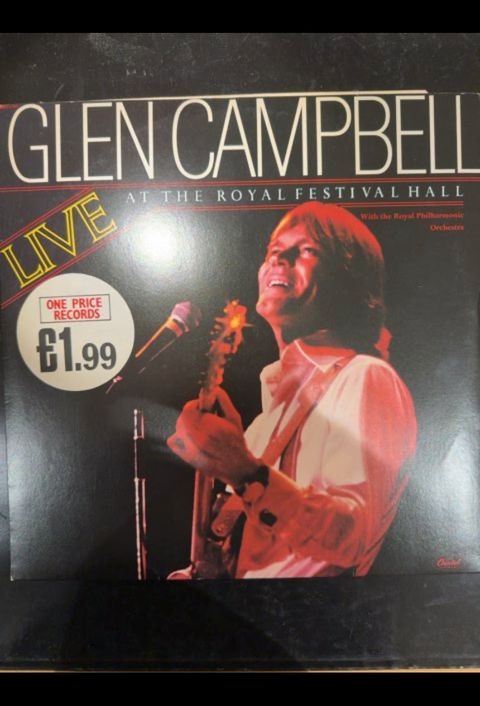 GLEN CAMPBELL
LIVE
AT THE ROYAL FESTIVAL HALL
With the Royal Philharmonic
Orchestra
ONE PRICE
RECORDS
£1.99
Capitol